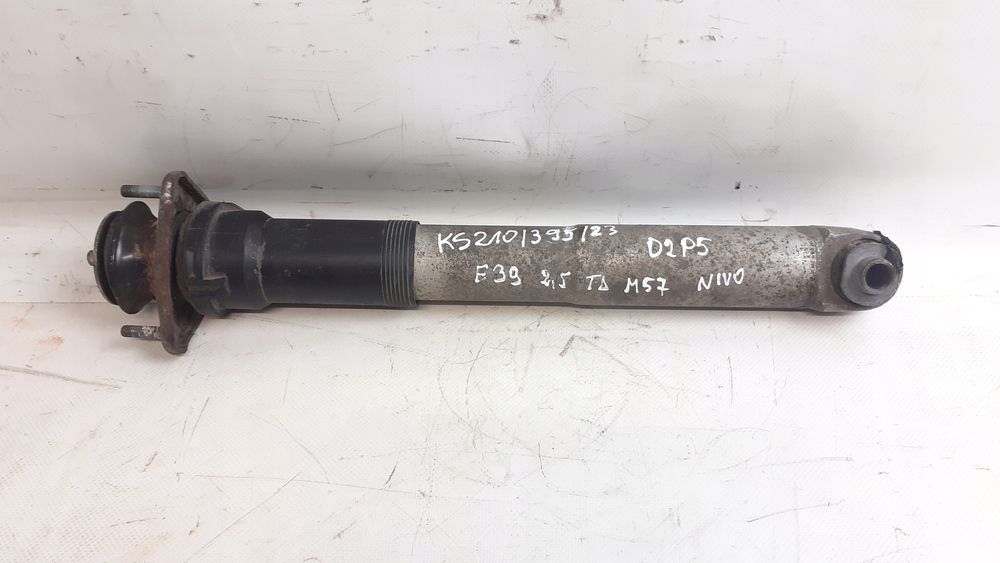 KS210/395/23 D2P5
E39 2,5 TD M57 NIVO